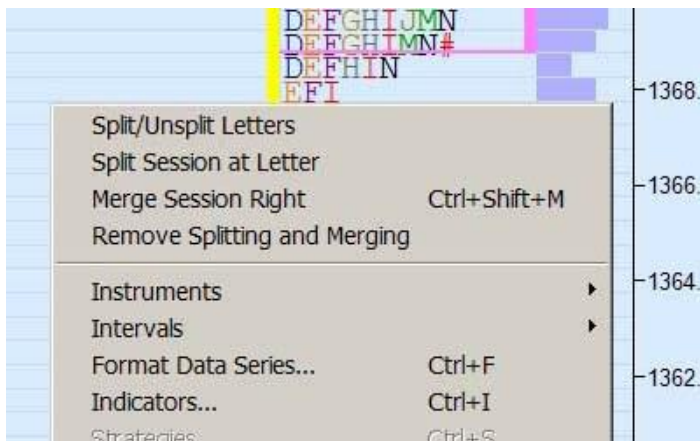 DEFGHIJMN
DEFGHIMN#
DEFHIN
EFI
1368.
Split/Unsplit Letters
Split Session at Letter
Merge Session Right Ctrl+Shift+M
1366.
Remove Splitting and Merging
Instruments
1364.
Intervals
Format Data Series... Ctrl+F
1362.
Indicators... Ctrl+I
Strategies Ctrl+S